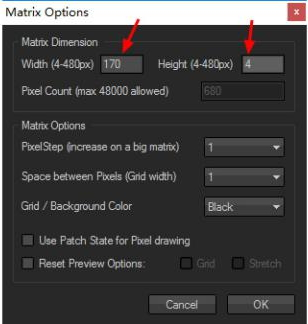 Matrix Options
x
Matrix Dimension
Width (4-480px) 170 Height (4-480px) 4
Pixel Count (max 48000 allowed) 680
Matrix Options
PixelStep (increase on a big matrix) 1
Space between Pixels (Grid width) 1
Grid / Background Color Black
Use Patch State for Pixel drawing
Reset Preview Options: Grid Stretch
Cancel OK